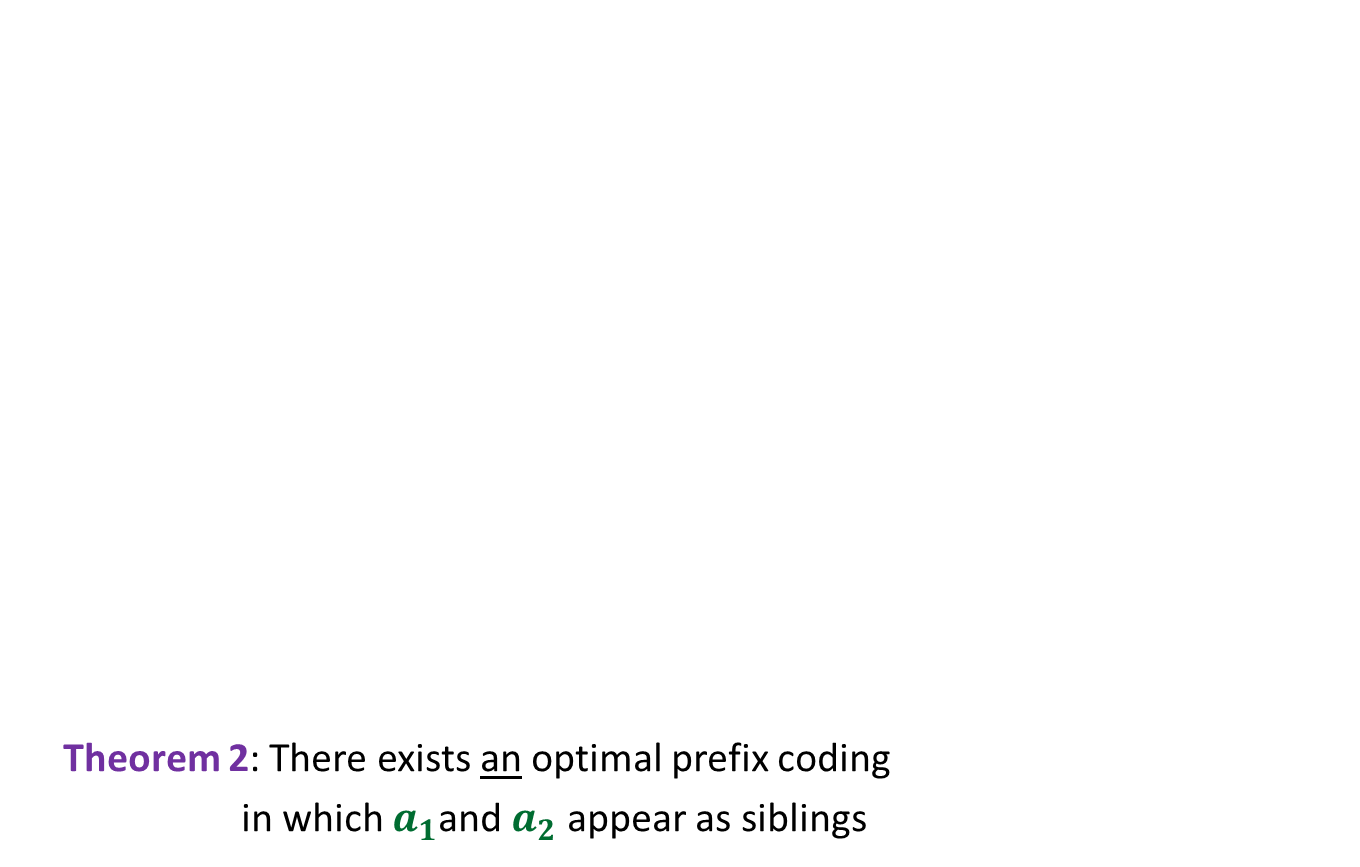 Theorem 2: There exists an optimal prefix coding
in which a₁ and a₂ appear as siblings